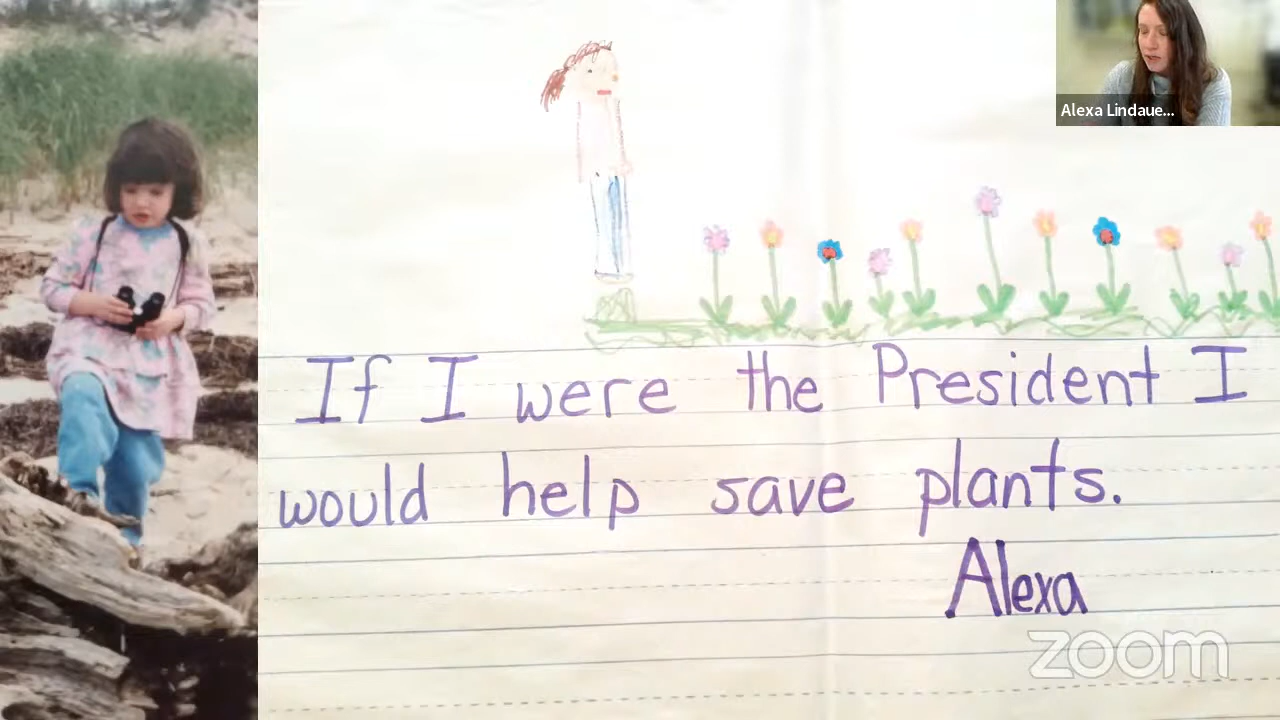 Alexa Lindaue...
If I were the President I
would help save plants.
Alexa
zoom